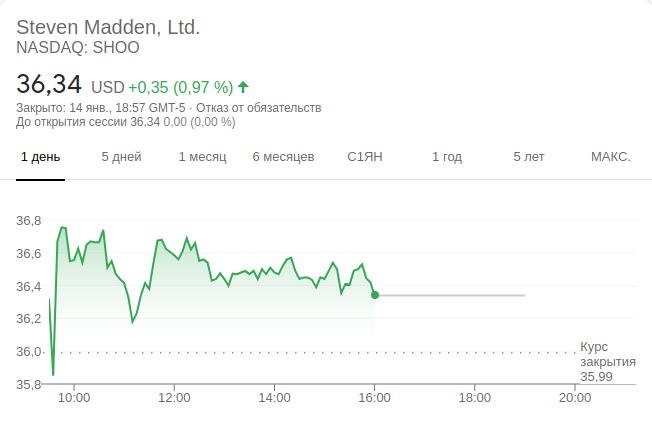 Steven Madden, Ltd.
NASDAQ: SHOO
36,34 USD +0,35 (0,97 %)
Закрыто: 14 янв., 18:57 GMT-5 · Отказ от обязательств
До открытия сессии 36,34 0,00 (0,00 %)
1 день 5 дней 1 месяц 6 месяцев С1ЯН 1 год 5 лет МАКС.
36,8
36,6
36,4
36,2
36,0
35,8
Курс
закрытия
35,99
10:00 12:00 14:00 16:00 18:00 20:00